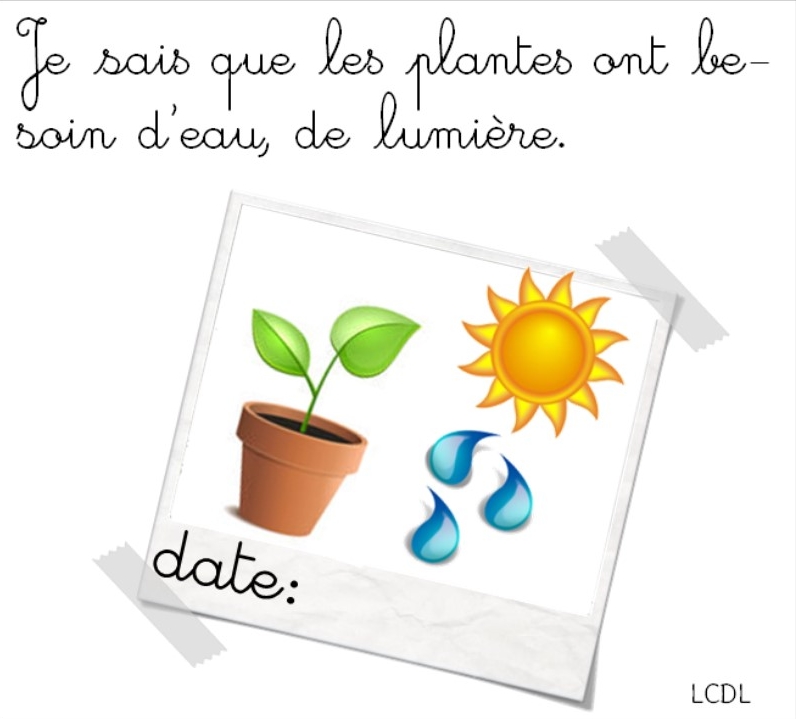 Je sais que les plantes ont be-
soin d'eau, de lumière.
date:
LCDL